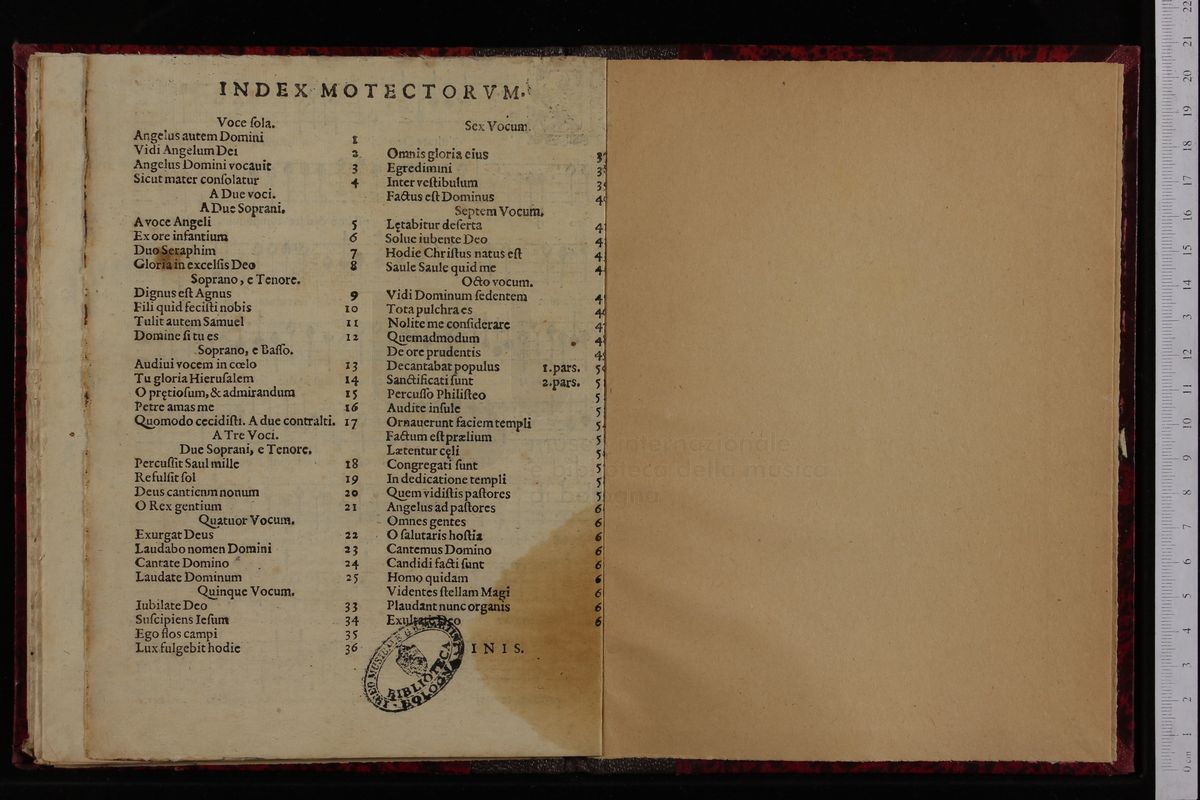 INDEX MOTECTORVM.
Voce ſola.
Angelus autem Domini 1
Vidi Angelum Dei 2
Angelus Domini vocauit 3
Sicut mater conſolatur 4
A Due voci.
A Due Soprani.
A voce Angeli 5
Ex ore infantium 6
Duo Seraphim 7
Gloria in excelſis Deo 8
Soprano, e Tenore.
Dignus eſt Agnus 9
Fili quid feciſti nobis 10
Tulit autem Samuel 11
Domine ſi tu es 12
Soprano, e Baſſo.
Audiui vocem in cœlo 13
Tu gloria Hieruſalem 14
O prętioſum, & admirandum 15
Petre amas me 16
Quomodo cecidiſti. A due contralti. 17
A Tre Voci.
Due Soprani, e Tenore.
Percuſſit Saul mille 18
Refulſit ſol 19
Deus canticum nouum 20
O Rex gentium 21
Quatuor Vocum.
Exurgat Deus 22
Laudabo nomen Domini 23
Cantate Domino 24
Laudate Dominum 25
Quinque Vocum.
Iubilate Deo 33
Suſcipiens Ieſum 34
Ego flos campi 35
Lux fulgebit hodie 36
Sex Vocum.
Omnis gloria eius
Egredimini
Inter veſtibulum
Factus eſt Dominus
Septem Vocum.
Lętabitur deſerta
Solue iubente Deo
Hodie Chriſtus natus eſt
Saule Saule quid me
Octo vocum.
Vidi Dominum ſedentem
Tota pulchra es
Nolite me conſiderare
Quemadmodum
De ore prudentis
Decantabat populus 1.pars.
Sanctificati ſunt 2.pars.
Percuſſo Philiſteo
Audite inſule
Ornauerunt faciem templi
Factum eſt prælium
Lætentur cęli
Congregati ſunt
In dedicatione templi
Quem vidiſtis paſtores
Angelus ad paſtores
Omnes gentes
O ſalutaris hoſtia
Cantemus Domino
Candidi facti ſunt
Homo quidam
Videntes ſtellam Magi
Plaudant nunc organis
Exultate Deo
INIS.
BIBLIOTECA
BOLOGNA